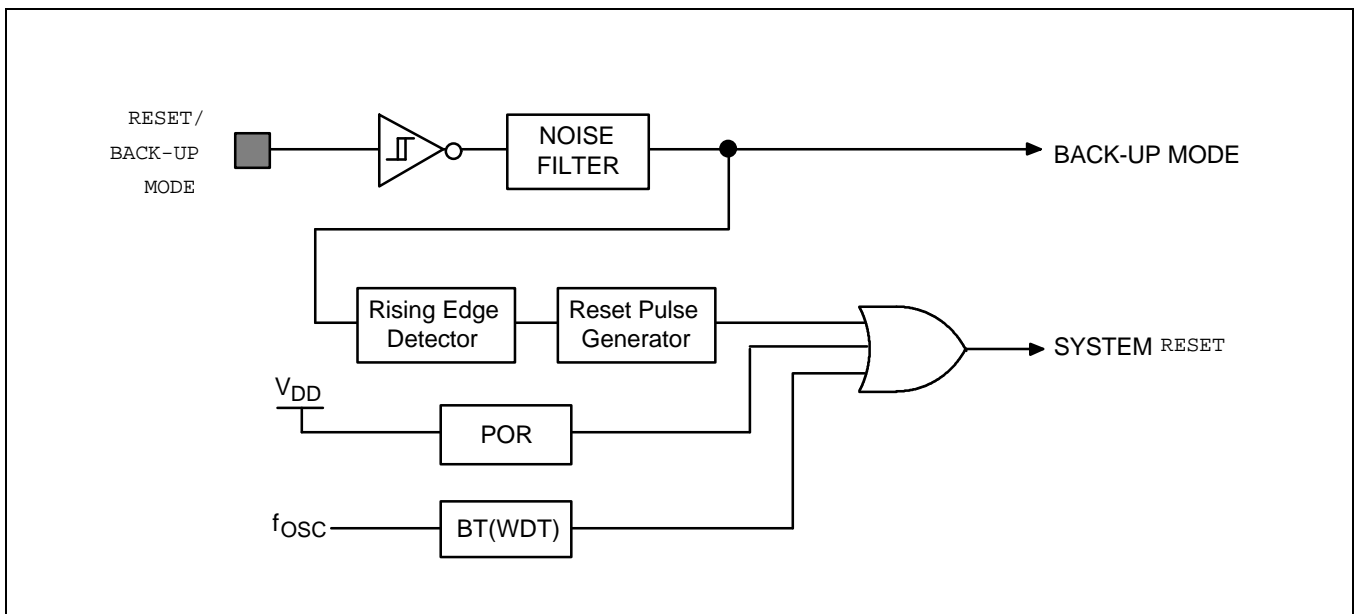 RESET/
BACK-UP
MODE
NOISE
FILTER
BACK-UP MODE
Rising Edge
Detector
Reset Pulse
Generator
SYSTEM RESET
VDD
POR
fOSC
BT(WDT)